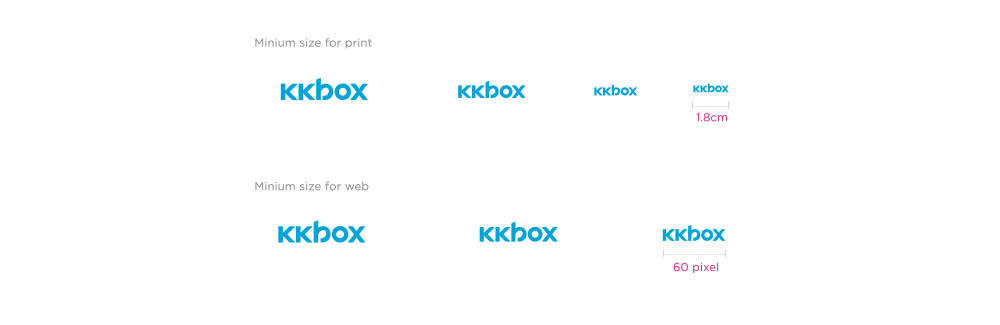 Minium size for print
KKbox KKbox KKbox KKbox
1.8cm
Minium size for web
KKbox KKbox KKbox
60 pixel